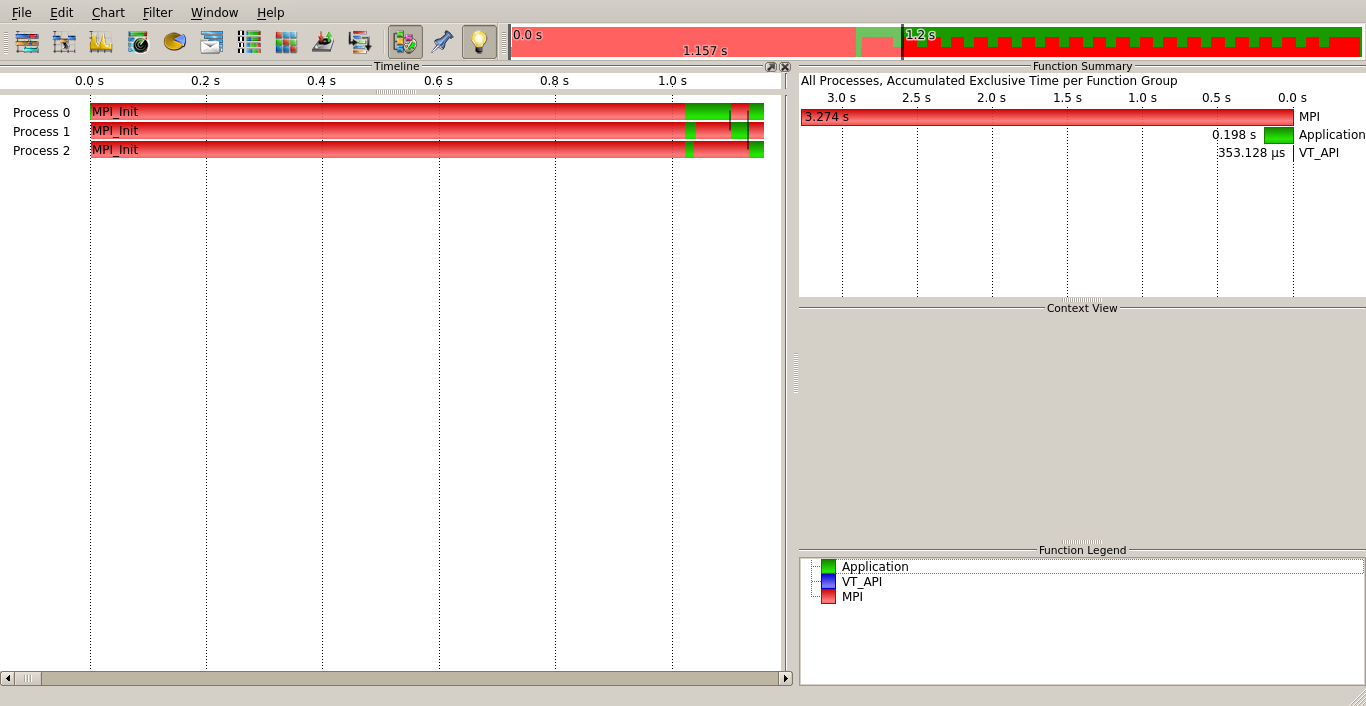 File Edit Chart Filter Window Help
0.0 s 1.2 s
1.157 s
Timeline
0.0 s 0.2 s 0.4 s 0.6 s 0.8 s 1.0 s
Process 0 MPI_Init
Process 1 MPI_Init
Process 2 MPI_Init
Function Summary
All Processes, Accumulated Exclusive Time per Function Group
3.0 s 2.5 s 2.0 s 1.5 s 1.0 s 0.5 s 0.0 s
3.274 s MPI
0.198 s Application
353.128 µs VT_API
Context View
Function Legend
Application
VT_API
MPI